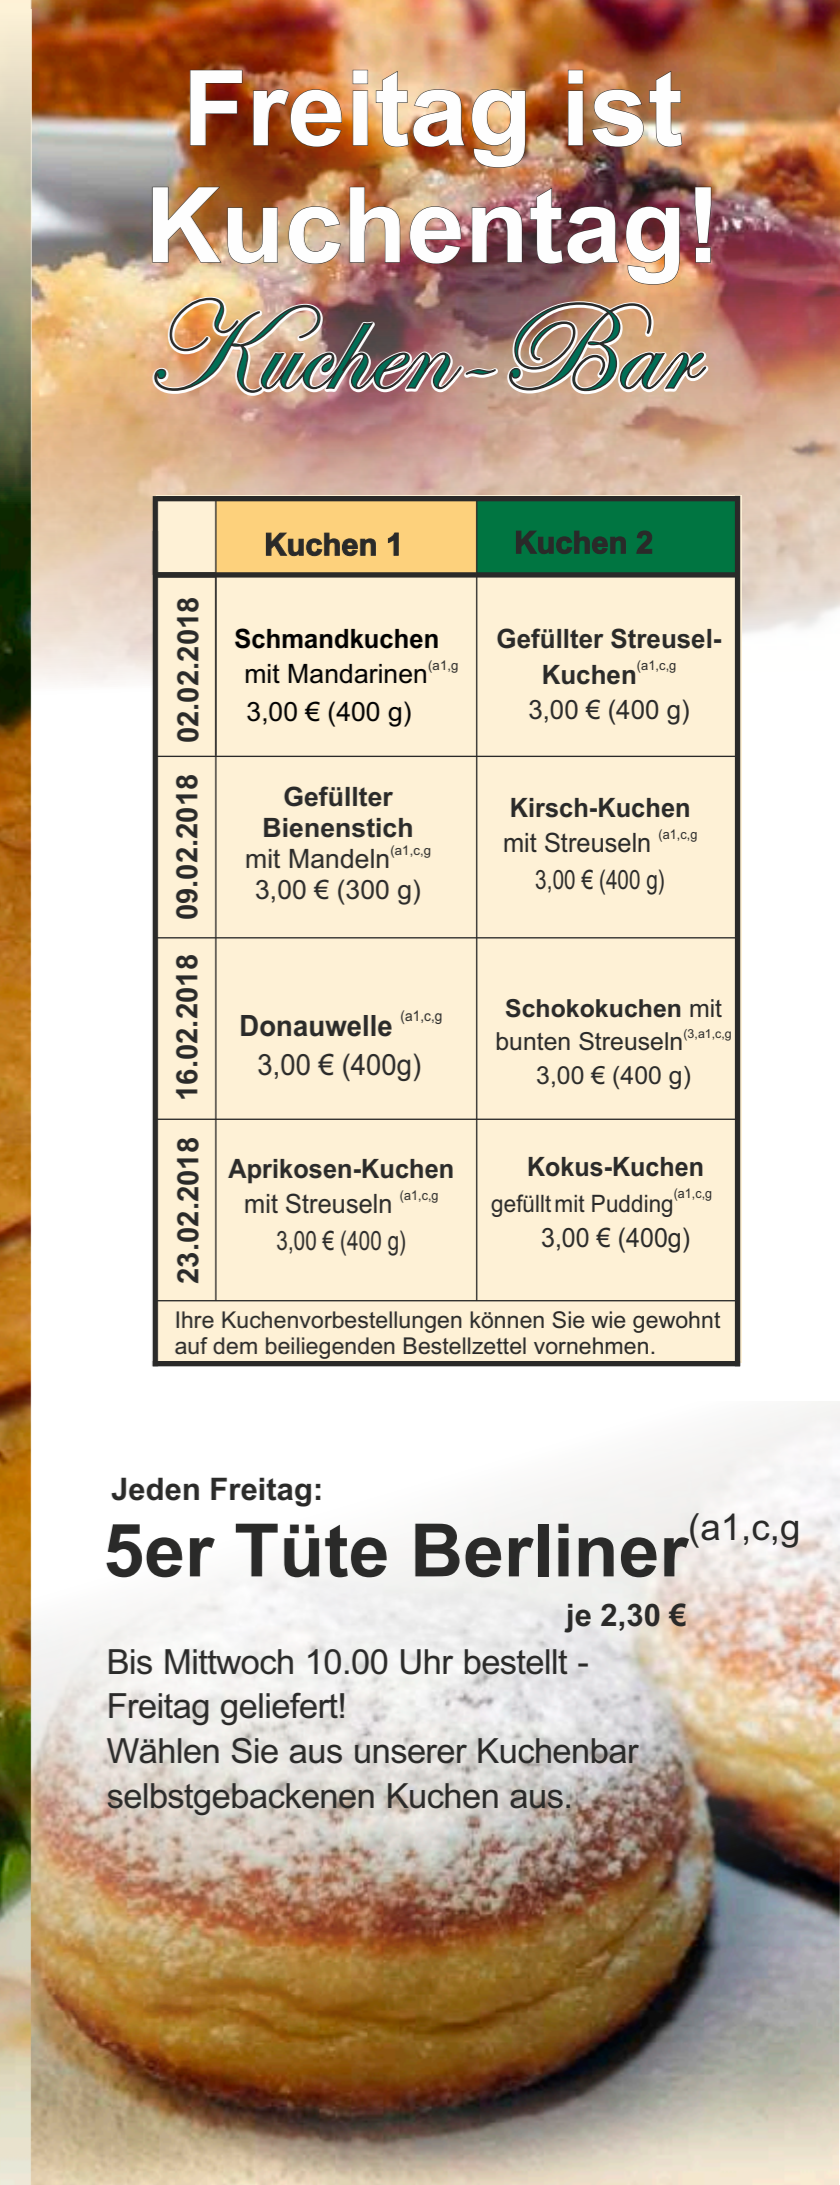 Freitag ist
Kuchentag!
Kuchen-Bar
Kuchen 1
Kuchen 2
02.02.2018
Schmandkuchen
mit Mandarinen(a1,g
3,00 € (400 g)
Gefüllter Streusel-
Kuchen(a1,c,g
3,00 € (400 g)
09.02.2018
Gefüllter
Bienenstich
mit Mandeln(a1,c,g
3,00 € (300 g)
Kirsch-Kuchen
mit Streuseln (a1,c,g
3,00 € (400 g)
16.02.2018
Donauwelle (a1,c,g
3,00 € (400g)
Schokokuchen mit
bunten Streuseln(3,a1,c,g
3,00 € (400 g)
23.02.2018
Aprikosen-Kuchen
mit Streuseln (a1,c,g
3,00 € (400 g)
Kokus-Kuchen
gefüllt mit Pudding(a1,c,g
3,00 € (400g)
Ihre Kuchenvorbestellungen können Sie wie gewohnt
auf dem beiliegenden Bestellzettel vornehmen.
Jeden Freitag:
5er Tüte Berliner(a1,c,g
je 2,30 €
Bis Mittwoch 10.00 Uhr bestellt -
Freitag geliefert!
Wählen Sie aus unserer Kuchenbar
selbstgebackenen Kuchen aus.